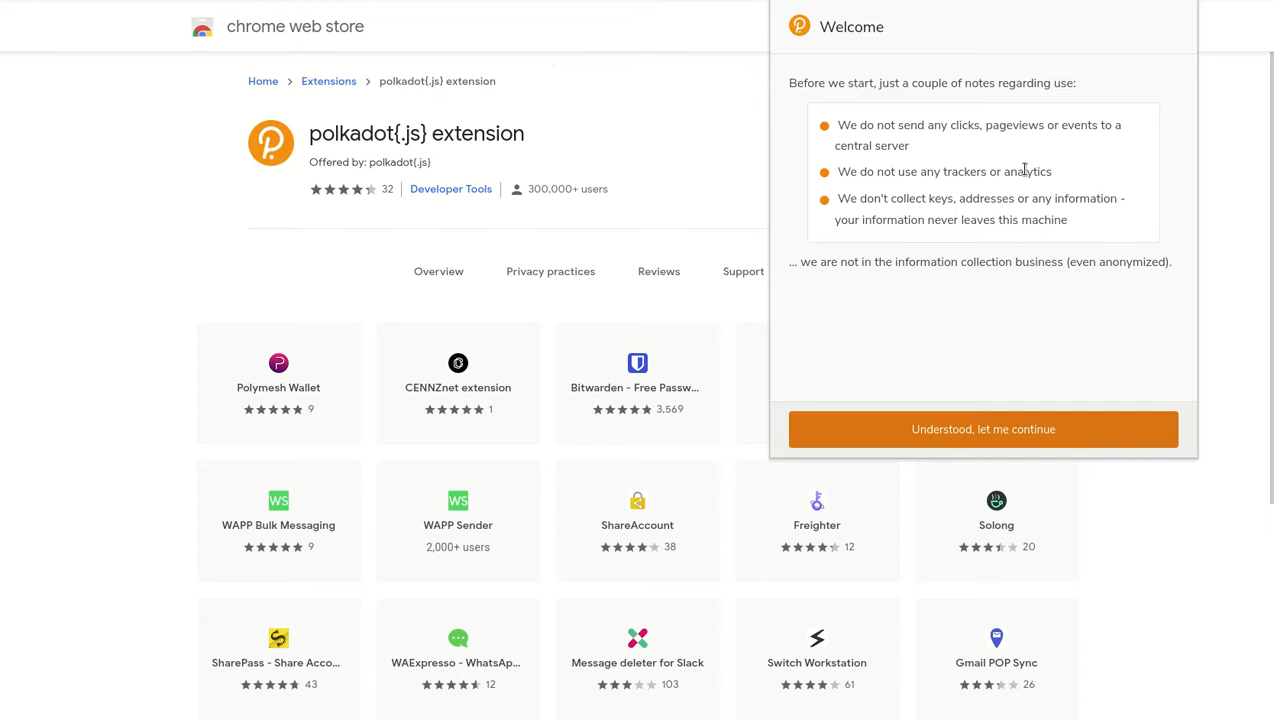 chrome web store
Home > Extensions > polkadot{.js} extension
polkadot{.js} extension
Offered by: polkadot{.js}
32 | Developer Tools | 300,000+ users
Overview
Privacy practices
Reviews
Support
Polymesh Wallet
9
CENNZnet extension
1
Bitwarden - Free Passw...
3,569
WS
WAPP Bulk Messaging
9
WS
WAPP Sender
2,000+ users
ShareAccount
38
Freighter
12
Solong
20
SharePass - Share Acco...
43
WAExpresso - WhatsAp...
12
Message deleter for Slack
103
Switch Workstation
61
Gmail POP Sync
26
Welcome
Before we start, just a couple of notes regarding use:
We do not send any clicks, pageviews or events to a
central server
We do not use any trackers or analytics
We don't collect keys, addresses or any information -
your information never leaves this machine
... we are not in the information collection business (even anonymized).
Understood, let me continue